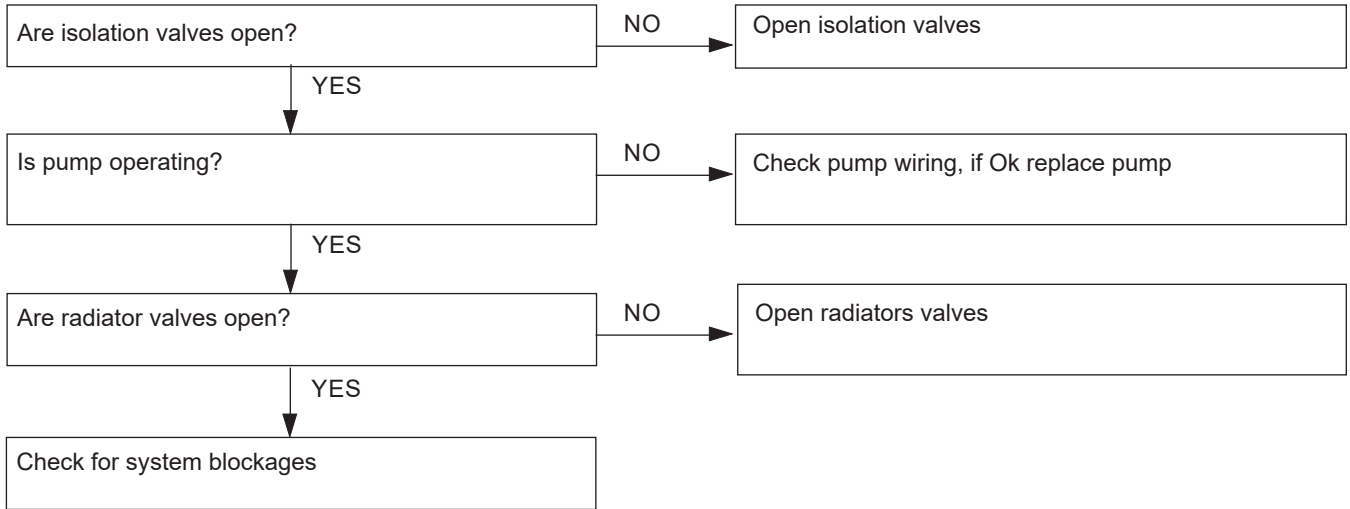 Are isolation valves open?
NO
Open isolation valves
YES
Is pump operating?
NO
Check pump wiring, if Ok replace pump
YES
Are radiator valves open?
NO
Open radiators valves
YES
Check for system blockages